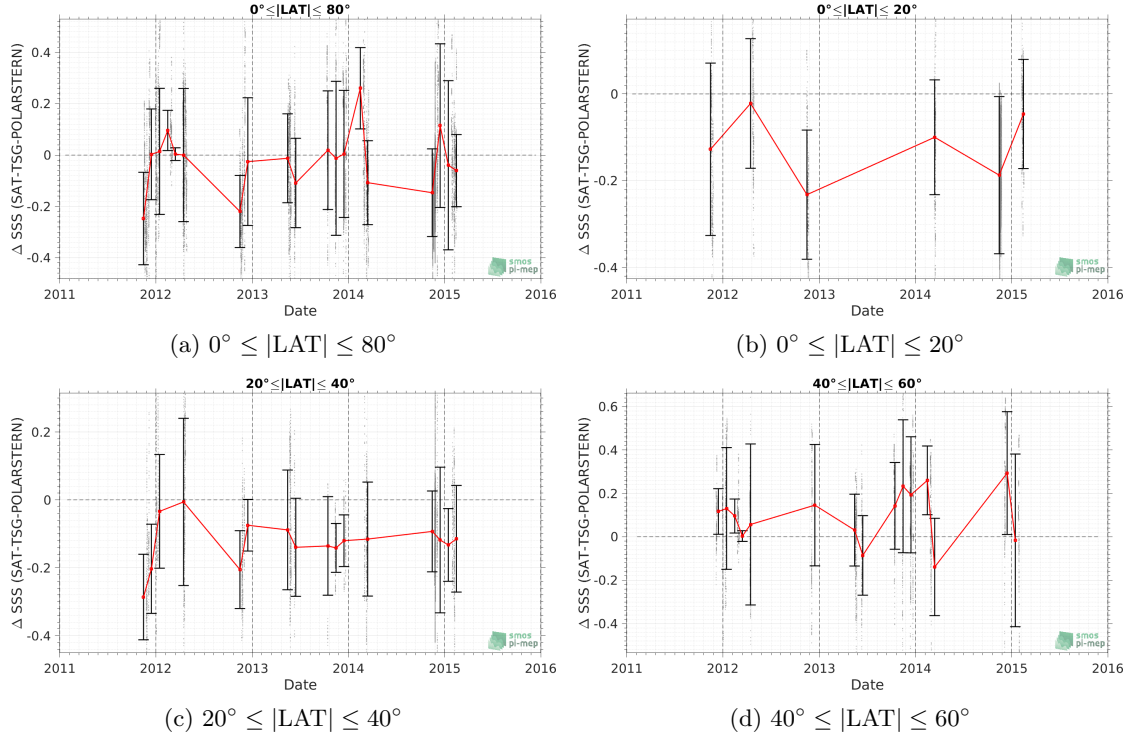 0°≤|LAT|≤ 80°
Δ SSS (SAT-TSG-POLARSTERN)
0.4
0.2
0
-0.2
-0.4
2011 2012 2013 2014 2015 2016
Date
smos
pi-mep
(a) 0° ≤ |LAT| ≤ 80°
0°≤|LAT|≤ 20°
Δ SSS (SAT-TSG-POLARSTERN)
0
-0.2
-0.4
2011 2012 2013 2014 2015 2016
Date
smos
pi-mep
(b) 0° ≤ |LAT| ≤ 20°
20°≤|LAT|≤ 40°
Δ SSS (SAT-TSG-POLARSTERN)
0.2
0
-0.2
-0.4
2011 2012 2013 2014 2015 2016
Date
smos
pi-mep
(c) 20° ≤ |LAT| ≤ 40°
40°≤|LAT|≤ 60°
Δ SSS (SAT-TSG-POLARSTERN)
0.6
0.4
0.2
0
-0.2
-0.4
2011 2012 2013 2014 2015 2016
Date
smos
pi-mep
(d) 40° ≤ |LAT| ≤ 60°